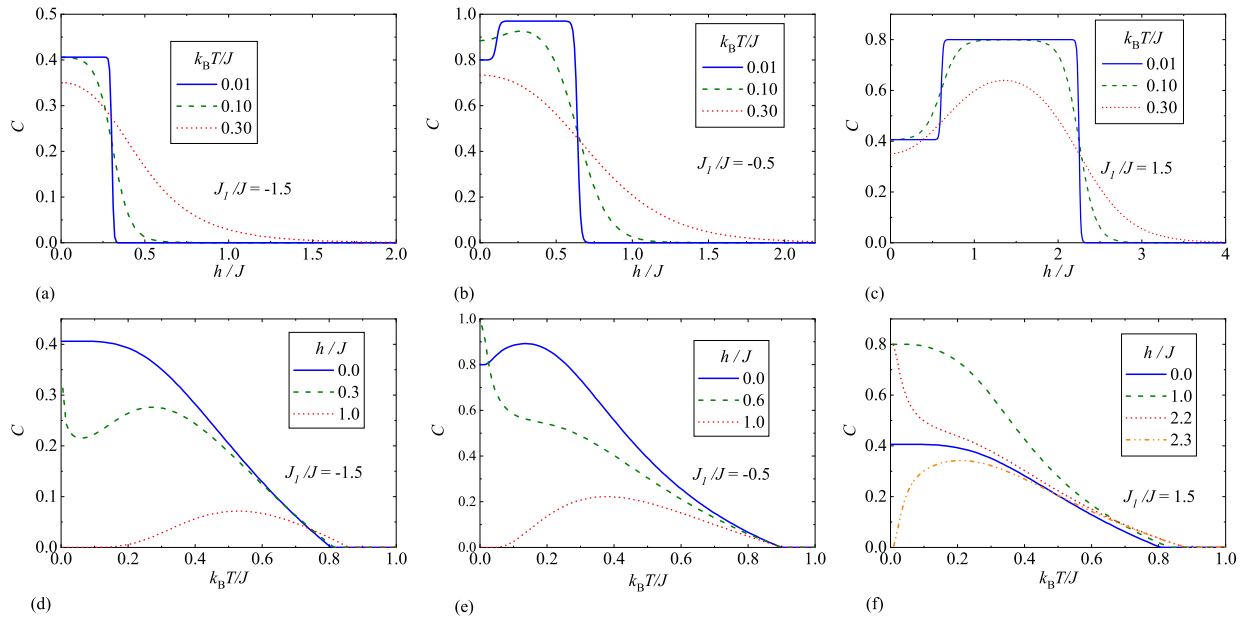 0.5
0.4
0.3
0.2
0.1
0.0
C
k_BT/J
0.01
0.10
0.30
J_1/J = -1.5
0.0 0.5 1.0 1.5 2.0
h / J
(a)
1.0
0.8
0.6
0.4
0.2
0.0
C
k_BT/J
0.01
0.10
0.30
J_1/J = -0.5
0.0 0.5 1.0 1.5 2.0
h / J
(b)
0.8
0.6
0.4
0.2
0.0
C
k_BT/J
0.01
0.10
0.30
J_1/J = 1.5
0 1 2 3 4
h / J
(c)
0.4
0.3
0.2
0.1
0.0
C
h / J
0.0
0.3
1.0
J_1/J = -1.5
0.0 0.2 0.4 0.6 0.8 1.0
k_BT/J
(d)
1.0
0.8
0.6
0.4
0.2
0.0
C
h / J
0.0
0.6
1.0
J_1/J = -0.5
0.0 0.2 0.4 0.6 0.8 1.0
k_BT/J
(e)
0.8
0.6
0.4
0.2
0.0
C
h / J
0.0
1.0
2.2
2.3
J_1/J = 1.5
0.0 0.2 0.4 0.6 0.8 1.0
k_BT/J
(f)